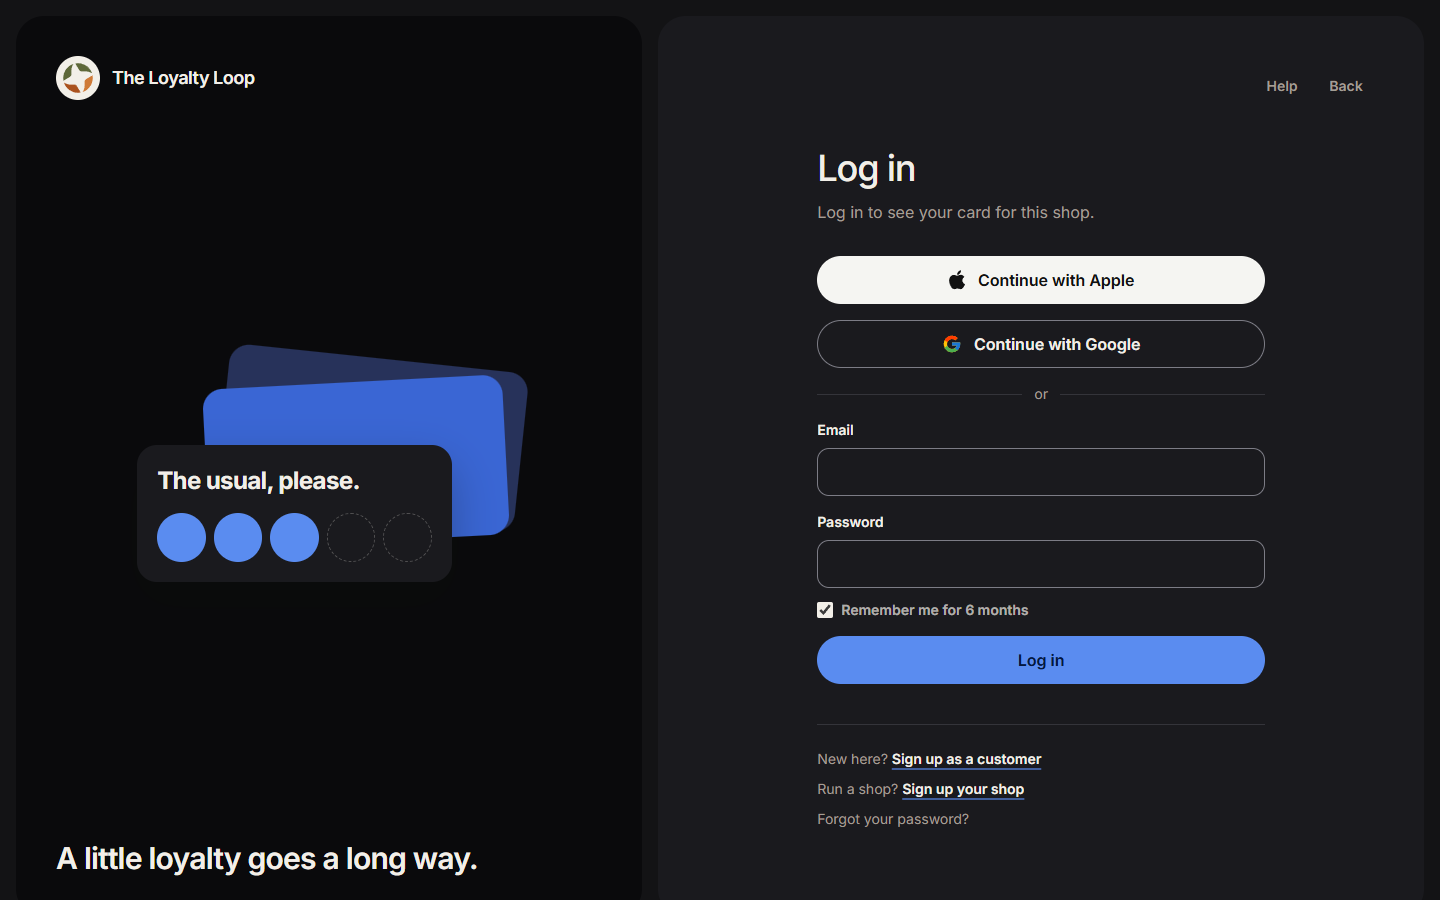 The Loyalty Loop
Help
Back
Log in
Log in to see your card for this shop.
Continue with Apple
Continue with Google
or
Email
The usual, please.
Password
Remember me for 6 months
Log in
New here? Sign up as a customer
Run a shop? Sign up your shop
Forgot your password?
A little loyalty goes a long way.